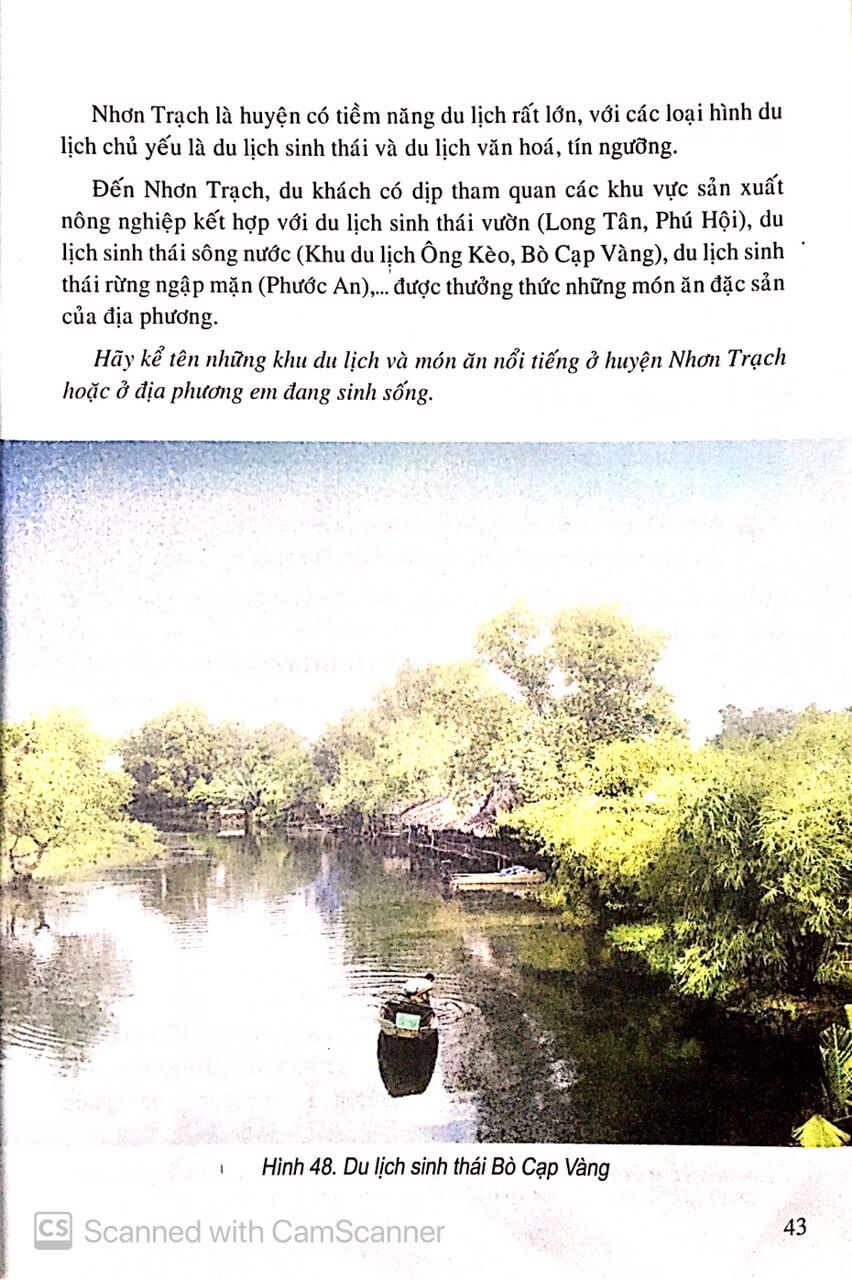 Nhơn Trạch là huyện có tiềm năng du lịch rất lớn, với các loại hình du
lịch chủ yếu là du lịch sinh thái và du lịch văn hoá, tín ngưỡng.
Đến Nhơn Trạch, du khách có dịp tham quan các khu vực sản xuất
nông nghiệp kết hợp với du lịch sinh thái vườn (Long Tân, Phú Hội), du
lịch sinh thái sông nước (Khu du lịch Ông Kèo, Bò Cạp Vàng), du lịch sinh
thái rừng ngập mặn (Phước An),... được thưởng thức những món ăn đặc sản
của địa phương.
Hãy kể tên những khu du lịch và món ăn nổi tiếng ở huyện Nhơn Trạch
hoặc ở địa phương em đang sinh sống.
Hình 48. Du lịch sinh thái Bò Cạp Vàng
CS Scanned with CamScanner
43